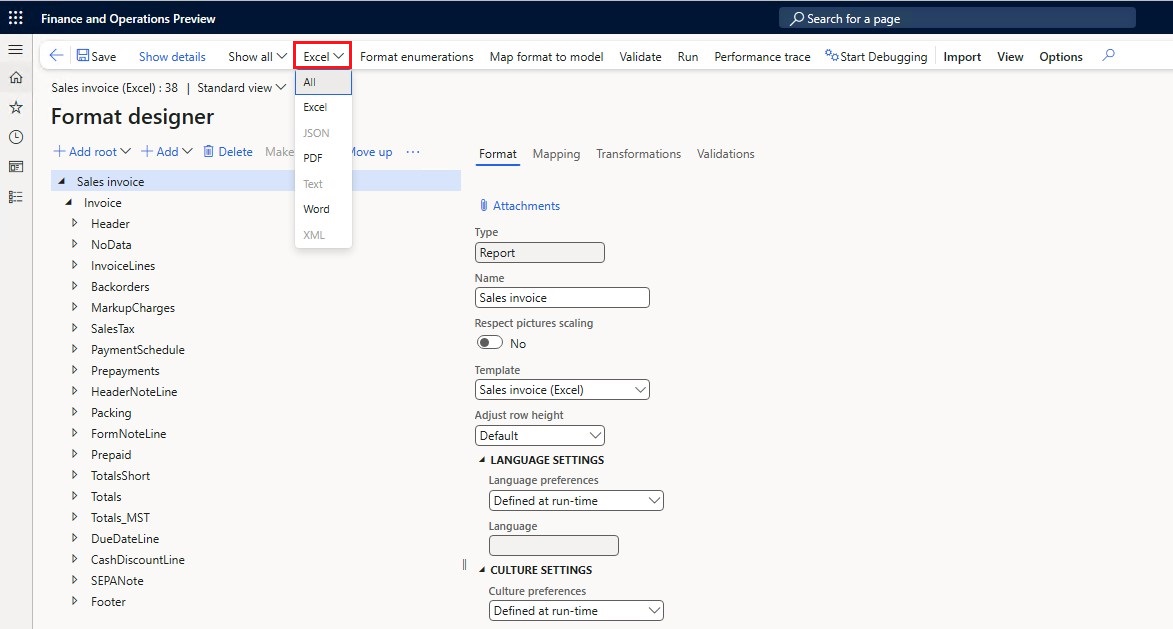 Finance and Operations Preview
Search for a page
Save
Show details
Show all
Excel
Format enumerations
Map format to model
Validate
Run
Performance trace
Start Debugging
Import
View
Options
All
Excel
JSON
PDF
Text
Word
XML
Sales invoice (Excel) : 38 | Standard view
Format designer
Add root
Add
Delete
Make
Move up
···
Sales invoice
Invoice
Header
NoData
InvoiceLines
Backorders
MarkupCharges
SalesTax
PaymentSchedule
Prepayments
HeaderNoteLine
Packing
FormNoteLine
Prepaid
TotalsShort
Totals
Totals_MST
DueDateLine
CashDiscountLine
SEPANote
Footer
Format
Mapping
Transformations
Validations
Attachments
Type
Report
Name
Sales invoice
Respect pictures scaling
No
Template
Sales invoice (Excel)
Adjust row height
Default
LANGUAGE SETTINGS
Language preferences
Defined at run-time
Language
CULTURE SETTINGS
Culture preferences
Defined at run-time